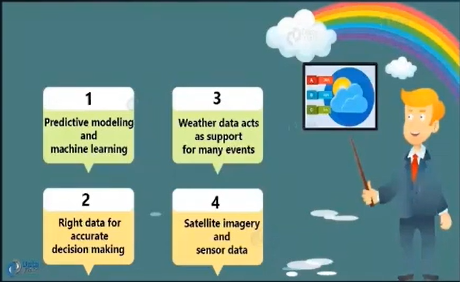 1
Predictive modeling
and
machine learning
2
Right data for
accurate
decision making
3
Weather data acts
as support
for many events
4
Satellite imagery
and
sensor data